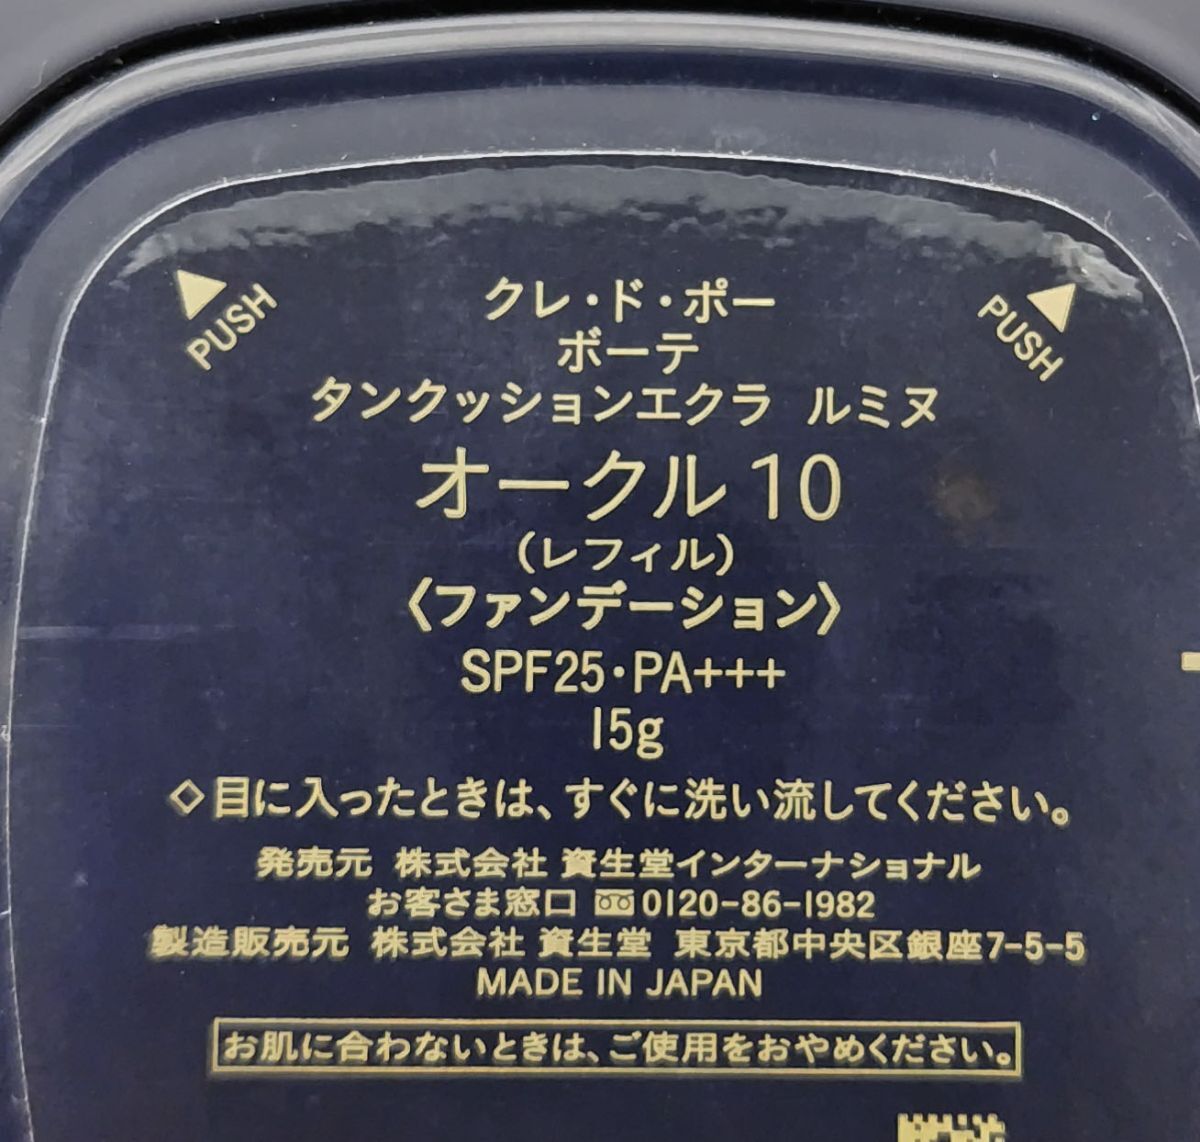 PUSH
PUSH
クレ・ド・ポー
ボーテ
タンクッションエクラ ルミヌ
オークル10
(レフィル)
〈ファンデーション〉
SPF25・PA+++
15g
◇目に入ったときは、すぐに洗い流してください。
発売元 株式会社 資生堂インターナショナル
お客さま窓口 0120-86-1982
製造販売元 株式会社 資生堂 東京都中央区銀座7-5-5
MADE IN JAPAN
お肌に合わないときは、ご使用をおやめください。